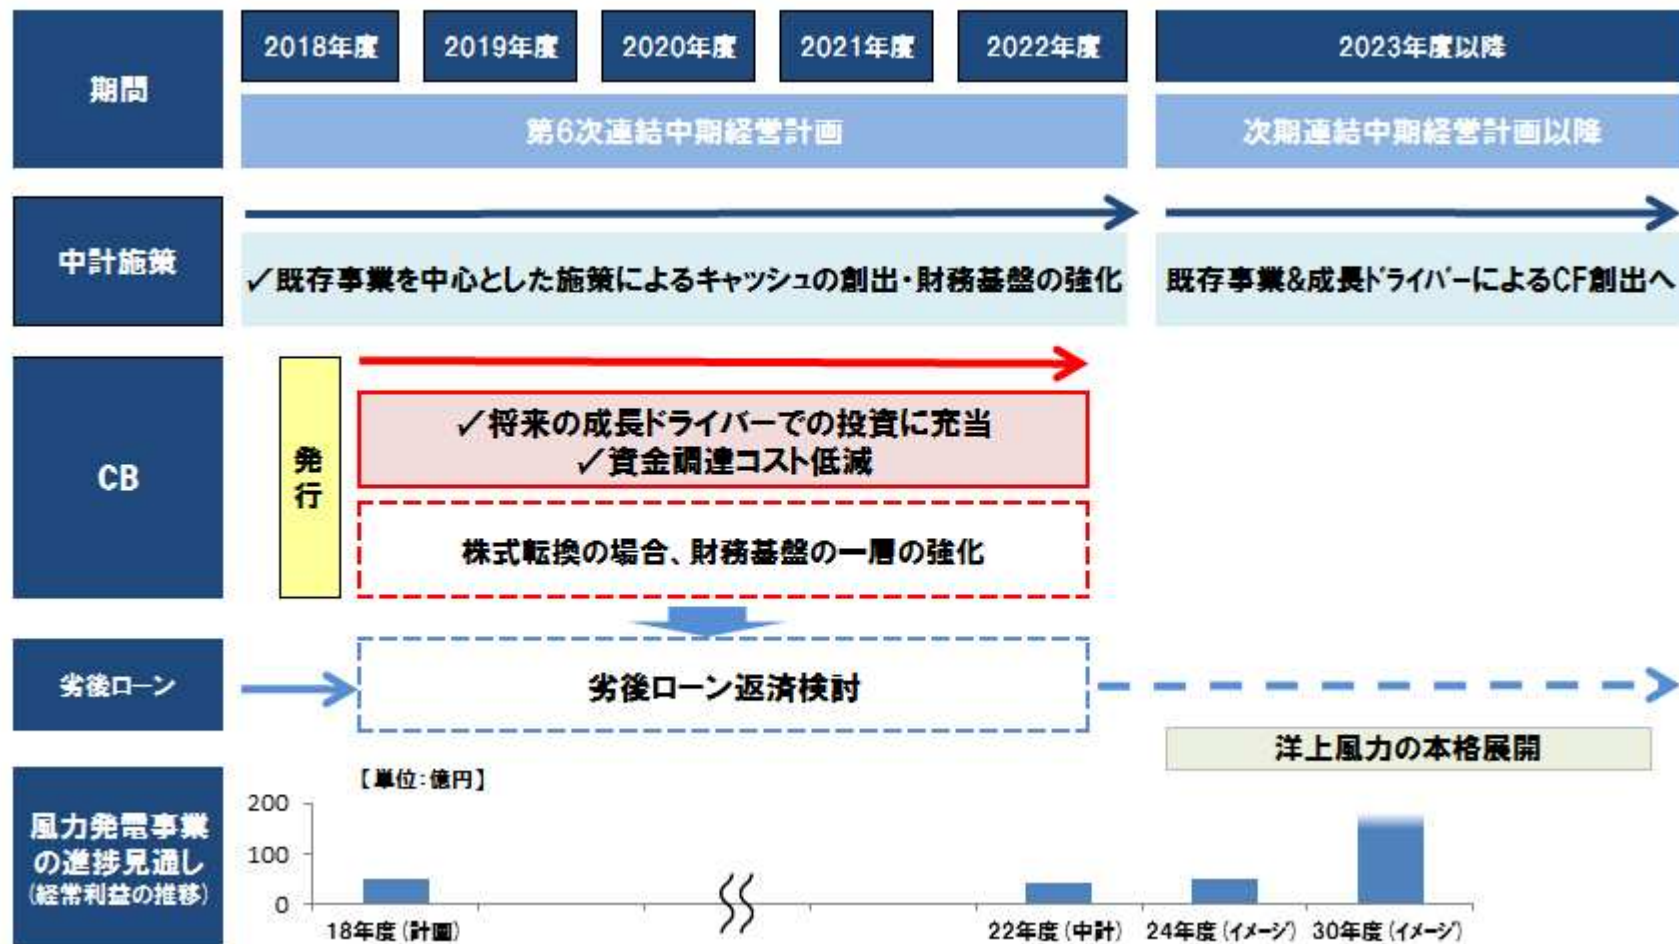 期間
2018年度
2019年度
2020年度
2021年度
2022年度
2023年度以降
第6次連結中期経営計画
次期連結中期経営計画以降
中計施策
✓既存事業を中心とした施策によるキャッシュの創出・財務基盤の強化
既存事業&成長ドライバーによるCF創出へ
CB
発
行
✓将来の成長ドライバーでの投資に充当
✓資金調達コスト低減
株式転換の場合、財務基盤の一層の強化
劣後ローン
劣後ローン返済検討
洋上風力の本格展開
風力発電事業
の進捗見通し
(経常利益の推移)
【単位:億円】
200
100
0
18年度(計画)
22年度(中計)
24年度(イメージ)
30年度(イメージ)